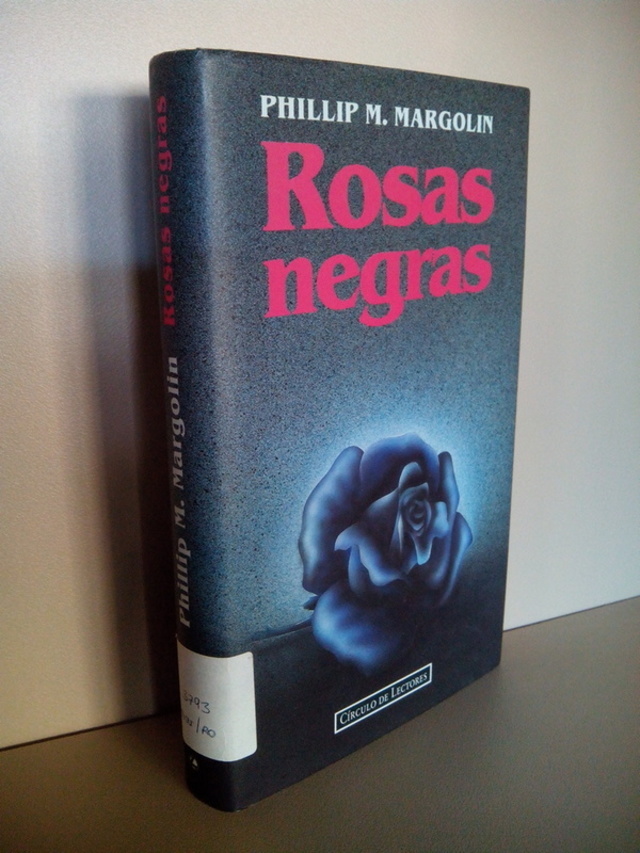 PHILLIP M. MARGOLIN
Rosas
negras
CÍRCULO DE LECTORES
Phillip M. Margolin Rosas negras